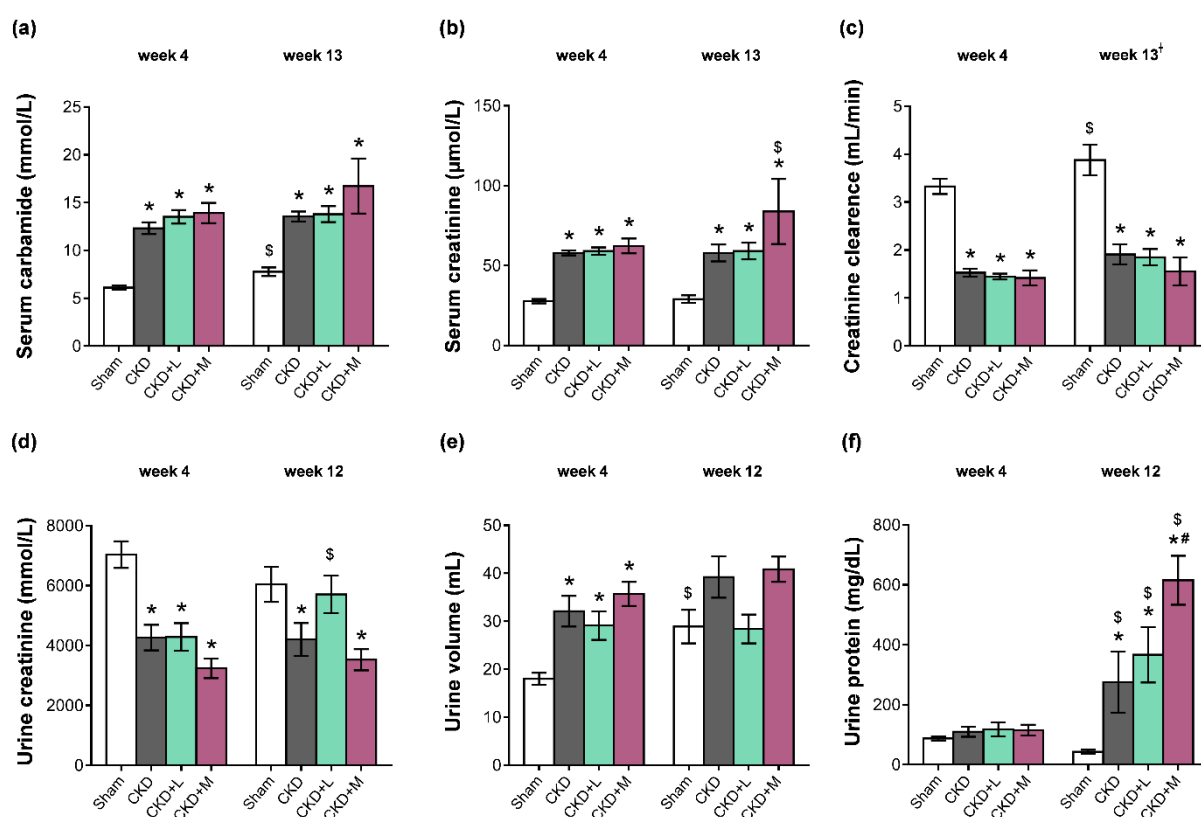 (a)
week 4 week 13
Serum carbamide (mmol/L)
25
20
15
10
5
0
* * * $ * * *
Sham CKD CKD+L CKD+M Sham CKD CKD+L CKD+M
(b)
week 4 week 13
Serum creatinine (µmol/L)
150
100
50
0
* * * * * $ *
Sham CKD CKD+L CKD+M Sham CKD CKD+L CKD+M
(c)
week 4 week 13†
Creatinine clearence (mL/min)
5
4
3
2
1
0
* * * $ * * *
Sham CKD CKD+L CKD+M Sham CKD CKD+L CKD+M
(d)
week 4 week 12
Urine creatinine (mmol/L)
8000
6000
4000
2000
0
* * * * $ *
Sham CKD CKD+L CKD+M Sham CKD CKD+L CKD+M
(e)
week 4 week 12
Urine volume (mL)
50
40
30
20
10
0
* * * $
Sham CKD CKD+L CKD+M Sham CKD CKD+L CKD+M
(f)
week 4 week 12
Urine protein (mg/dL)
800
600
400
200
0
$ * $ * $ *#
Sham CKD CKD+L CKD+M Sham CKD CKD+L CKD+M